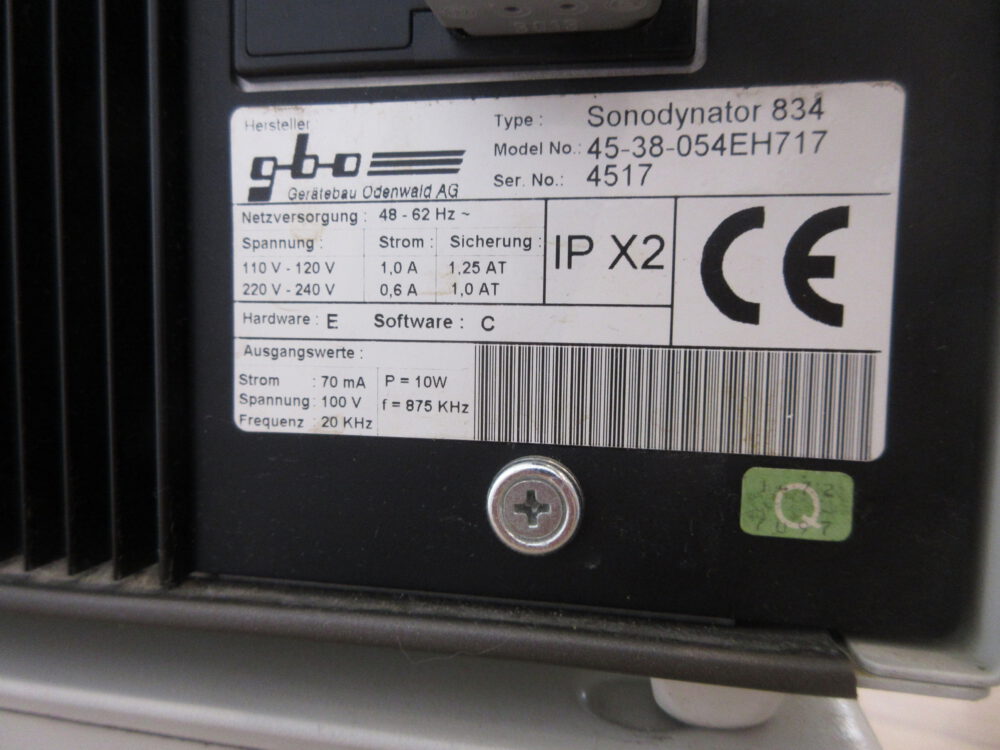 Hersteller
gbo
Gerätebau Odenwald AG
Type : Sonodynator 834
Model No.: 45-38-054EH717
Ser. No.: 4517
Netzversorgung : 48 - 62 Hz ~
Spannung : Strom : Sicherung :
110 V - 120 V 1,0 A 1,25 AT
220 V - 240 V 0,6 A 1,0 AT
IP X2
CE
Hardware : E Software : C
Ausgangswerte :
Strom : 70 mA P = 10W
Spannung : 100 V f = 875 KHz
Frequenz : 20 KHz
Q